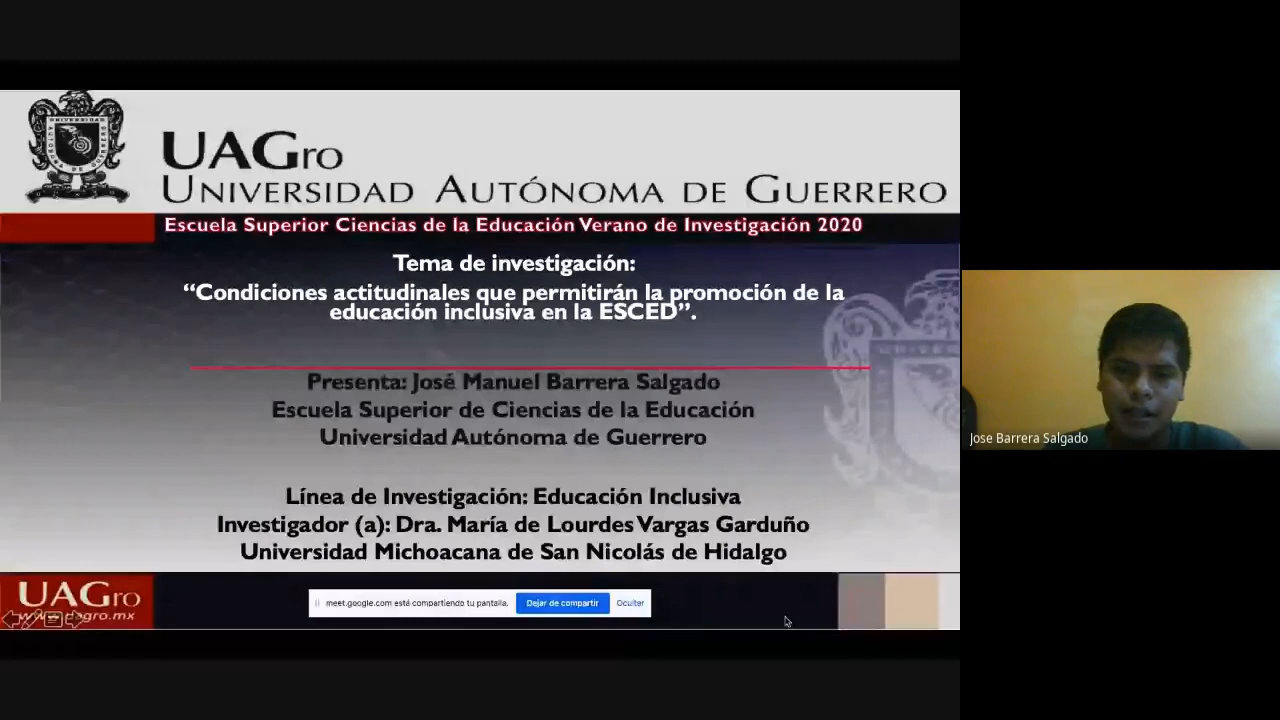 UAGro
Universidad Autónoma de Guerrero
Escuela Superior Ciencias de la Educación Verano de Investigación 2020
Tema de investigación:
“Condiciones actitudinales que permitirán la promoción de la
educación inclusiva en la ESCED”.
Presenta: José Manuel Barrera Salgado
Escuela Superior de Ciencias de la Educación
Universidad Autónoma de Guerrero
Jose Barrera Salgado
Línea de Investigación: Educación Inclusiva
Investigador (a): Dra. María de Lourdes Vargas Garduño
Universidad Michoacana de San Nicolás de Hidalgo
UAGro
www.uagro.mx
meet.google.com está compartiendo tu pantalla. Dejar de compartir Ocultar